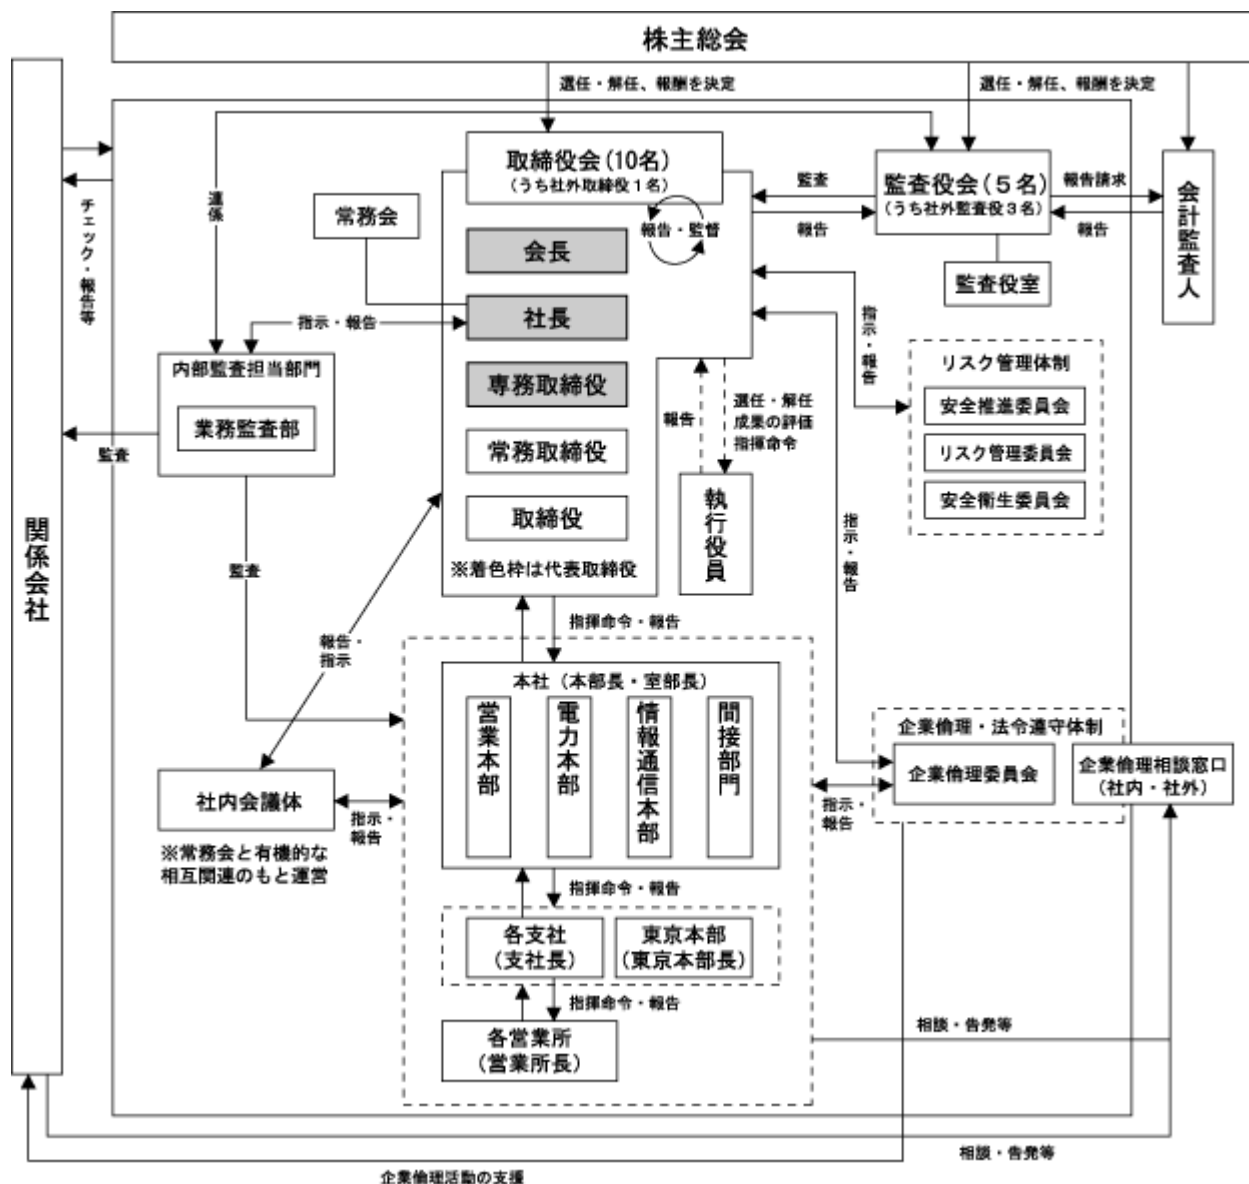 株主総会
選任・解任、報酬を決定
選任・解任、報酬を決定
取締役会(10名)
(うち社外取締役1名)
監査役会(5名)
(うち社外監査役3名)
監査
報告
報告請求
報告
会計監査人
監査役室
連係
チェック・報告等
常務会
報告・監督
会長
社長
専務取締役
常務取締役
取締役
※着色枠は代表取締役
指示・報告
内部監査担当部門
業務監査部
監査
監査
関係会社
報告
選任・解任
成果の評価
指揮命令
執行役員
指示・報告
リスク管理体制
安全推進委員会
リスク管理委員会
安全衛生委員会
指示・報告
報告・
指示
指揮命令・報告
本社(本部長・室部長)
営業本部
電力本部
情報通信本部
間接部門
社内会議体
指示・
報告
※常務会と有機的な
相互関連のもと運営
企業倫理・法令遵守体制
企業倫理委員会
企業倫理相談窓口
(社内・社外)
指示・
報告
指揮命令・報告
各支社
(支社長)
東京本部
(東京本部長)
指揮命令・報告
各営業所
(営業所長)
相談・告発等
相談・告発等
企業倫理活動の支援